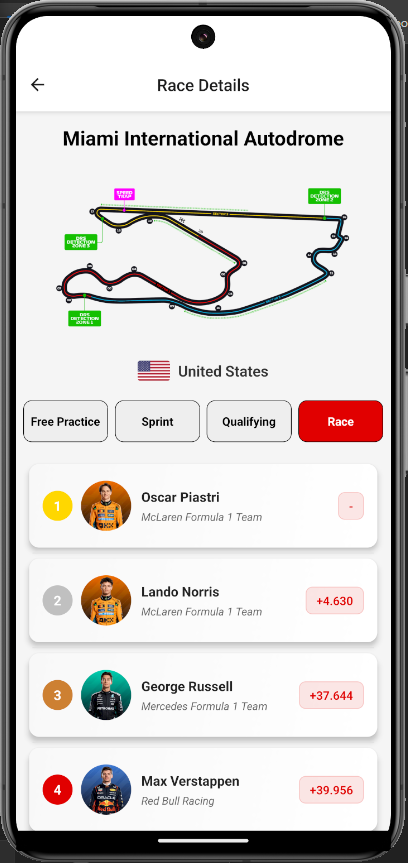 Race Details
Miami International Autodrome
SPEED
TRAP
DRS
DETECTION
ZONE 2
DRS
DETECTION
ZONE 3
DRS
DETECTION
ZONE 1
United States
Free Practice
Sprint
Qualifying
Race
1
Oscar Piastri
McLaren Formula 1 Team
-
2
Lando Norris
McLaren Formula 1 Team
+4.630
3
George Russell
Mercedes Formula 1 Team
+37.644
4
Max Verstappen
Red Bull Racing
+39.956